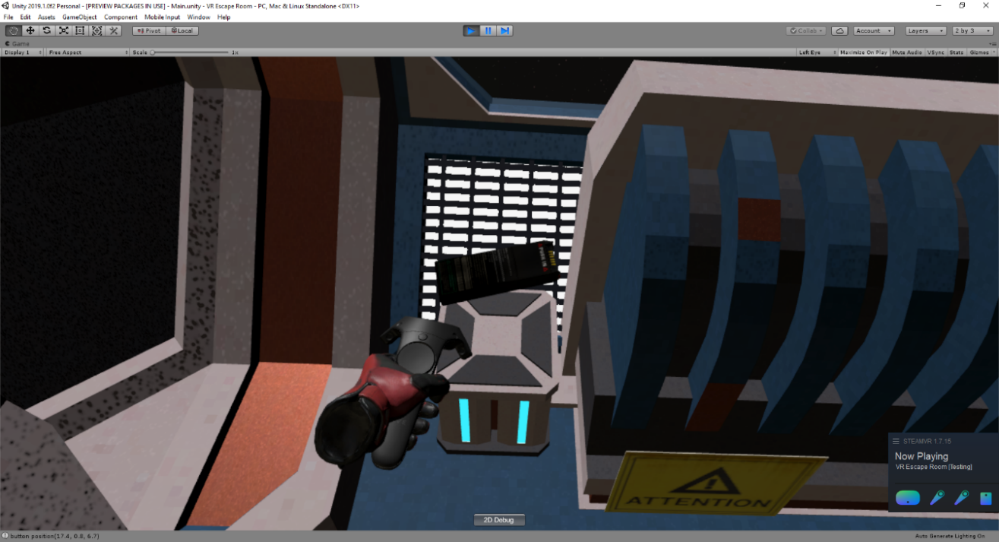 Unity 2019.1.0f2 Personal - [PREVIEW PACKAGES IN USE] - Main.unity - VR Escape Room - PC, Mac & Linux Standalone <DX11>
File Edit Assets GameObject Component Mobile Input Window Help
Pivot Local Collab Account Layers 2 by 3
Game
Display 1 Free Aspect Scale 1x Left Eye Maximize On Play Mute Audio VSync Stats Gizmos
ATTENTION
STEAMVR 1.7.15
Now Playing
VR Escape Room [Testing]
2D Debug
button position(17.4, 0.8, 6.7) Auto Generate Lighting On